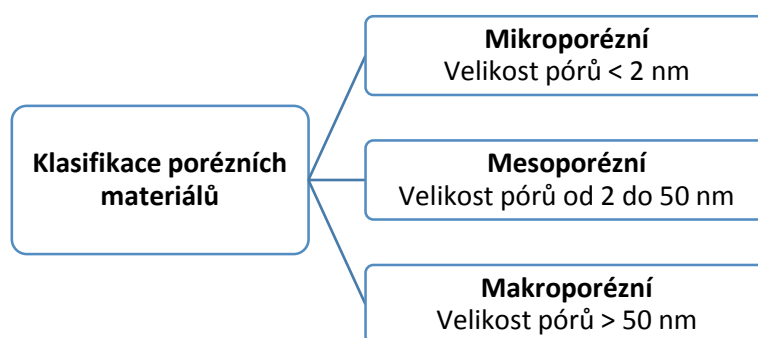 Klasifikace porézních
materiálů
Mikroporézní
Velikost pórů < 2 nm
Mesoporézní
Velikost pórů od 2 do 50 nm
Makroporézní
Velikost pórů > 50 nm